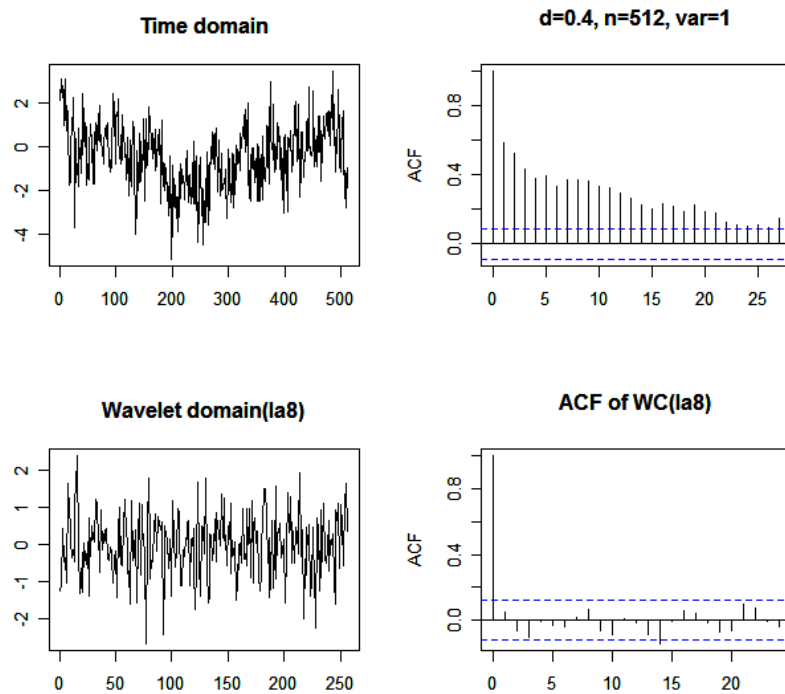 Time domain
d=0.4, n=512, var=1
2
0
-2
-4
0 100 200 300 400 500
ACF
0.8
0.4
0.0
0 5 10 15 20 25
Wavelet domain(la8)
ACF of WC(la8)
2
1
0
-1
-2
0 50 100 150 200 250
ACF
0.8
0.4
0.0
0 10 20